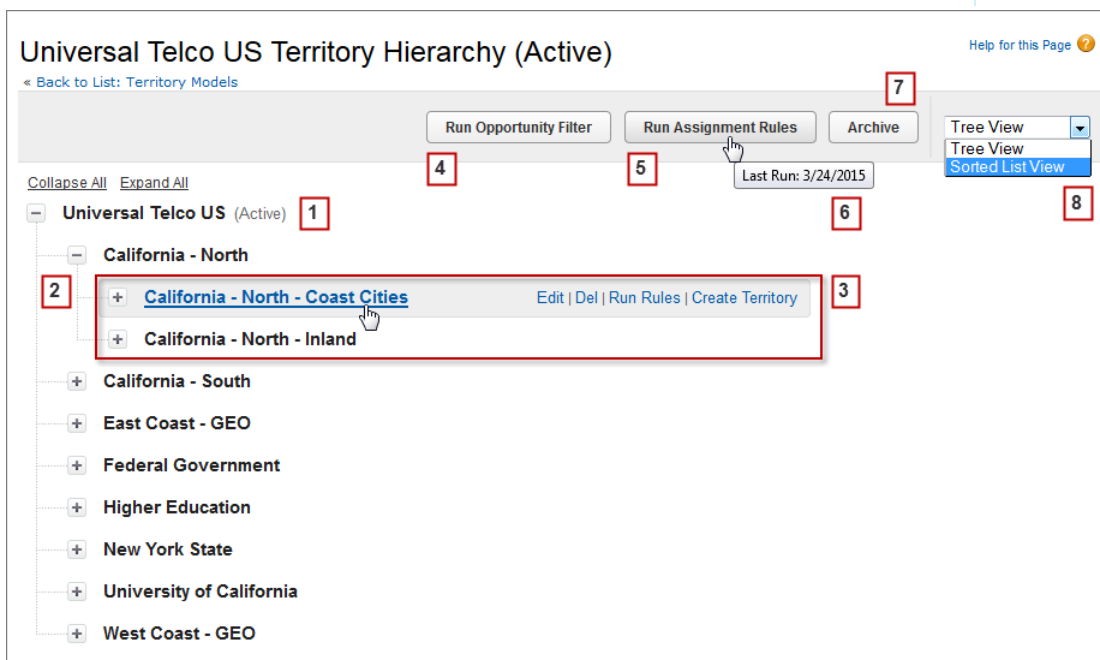 Universal Telco US Territory Hierarchy (Active)
Help for this Page ?
« Back to List: Territory Models
7
Run Opportunity Filter
Run Assignment Rules
Archive
Tree View
Tree View
Sorted List View
4
5
Last Run: 3/24/2015
6
8
Collapse All Expand All
Universal Telco US (Active) 1
California - North
2
California - North - Coast Cities Edit | Del | Run Rules | Create Territory 3
California - North - Inland
California - South
East Coast - GEO
Federal Government
Higher Education
New York State
University of California
West Coast - GEO